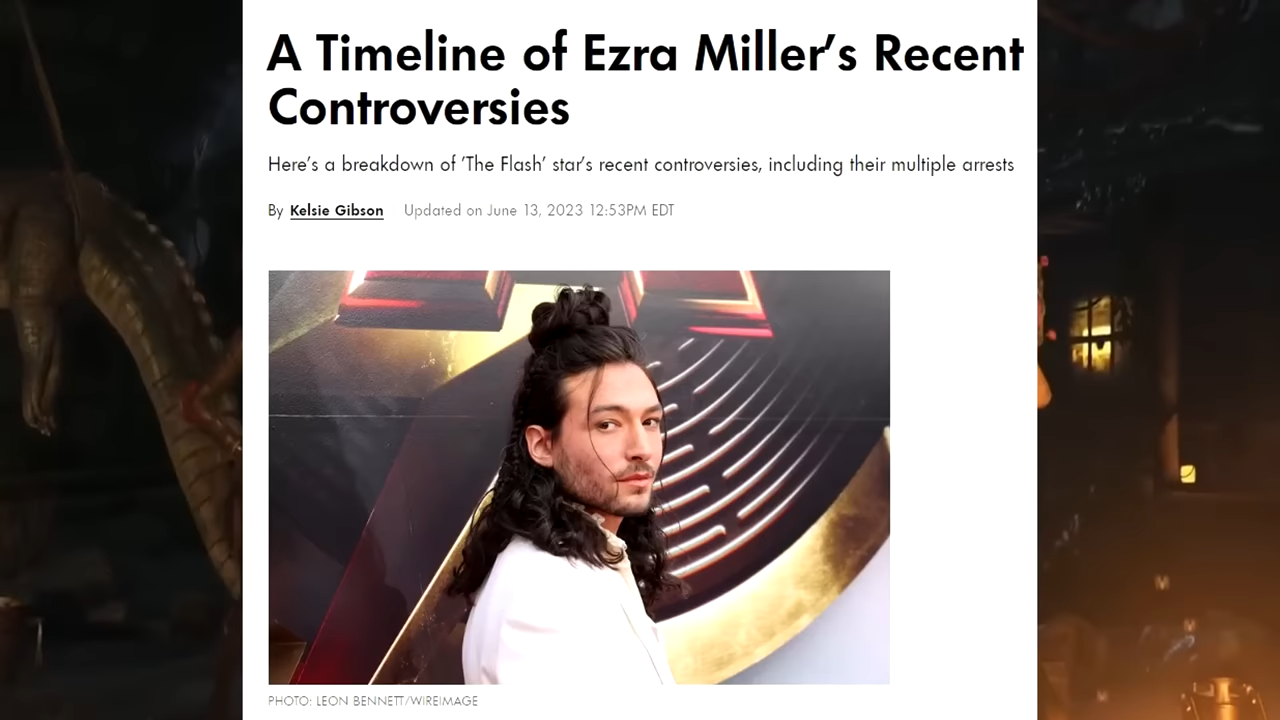 A Timeline of Ezra Miller’s Recent
Controversies
Here’s a breakdown of ‘The Flash’ star’s recent controversies, including their multiple arrests
By Kelsie Gibson Updated on June 13, 2023 12:53PM EDT
PHOTO: LEON BENNETT/WIREIMAGE